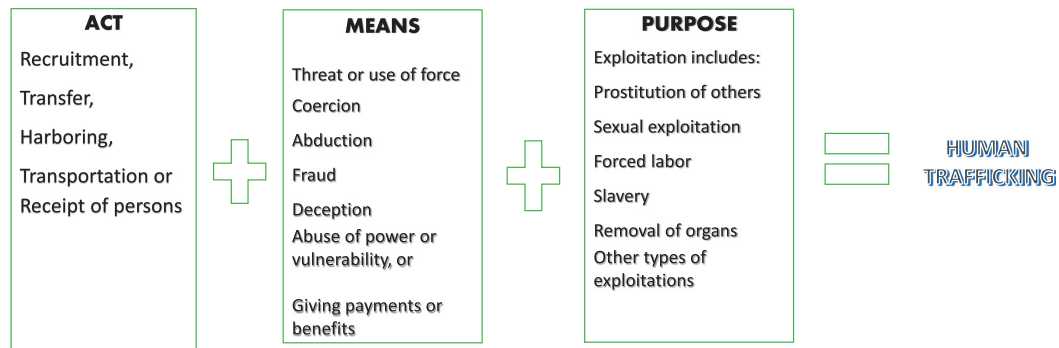 ACT
Recruitment,
Transfer,
Harboring,
Transportation or
Receipt of persons
MEANS
Threat or use of force
Coercion
Abduction
Fraud
Deception
Abuse of power or
vulnerability, or
Giving payments or
benefits
PURPOSE
Exploitation includes:
Prostitution of others
Sexual exploitation
Forced labor
Slavery
Removal of organs
Other types of
exploitations
HUMAN
TRAFFICKING